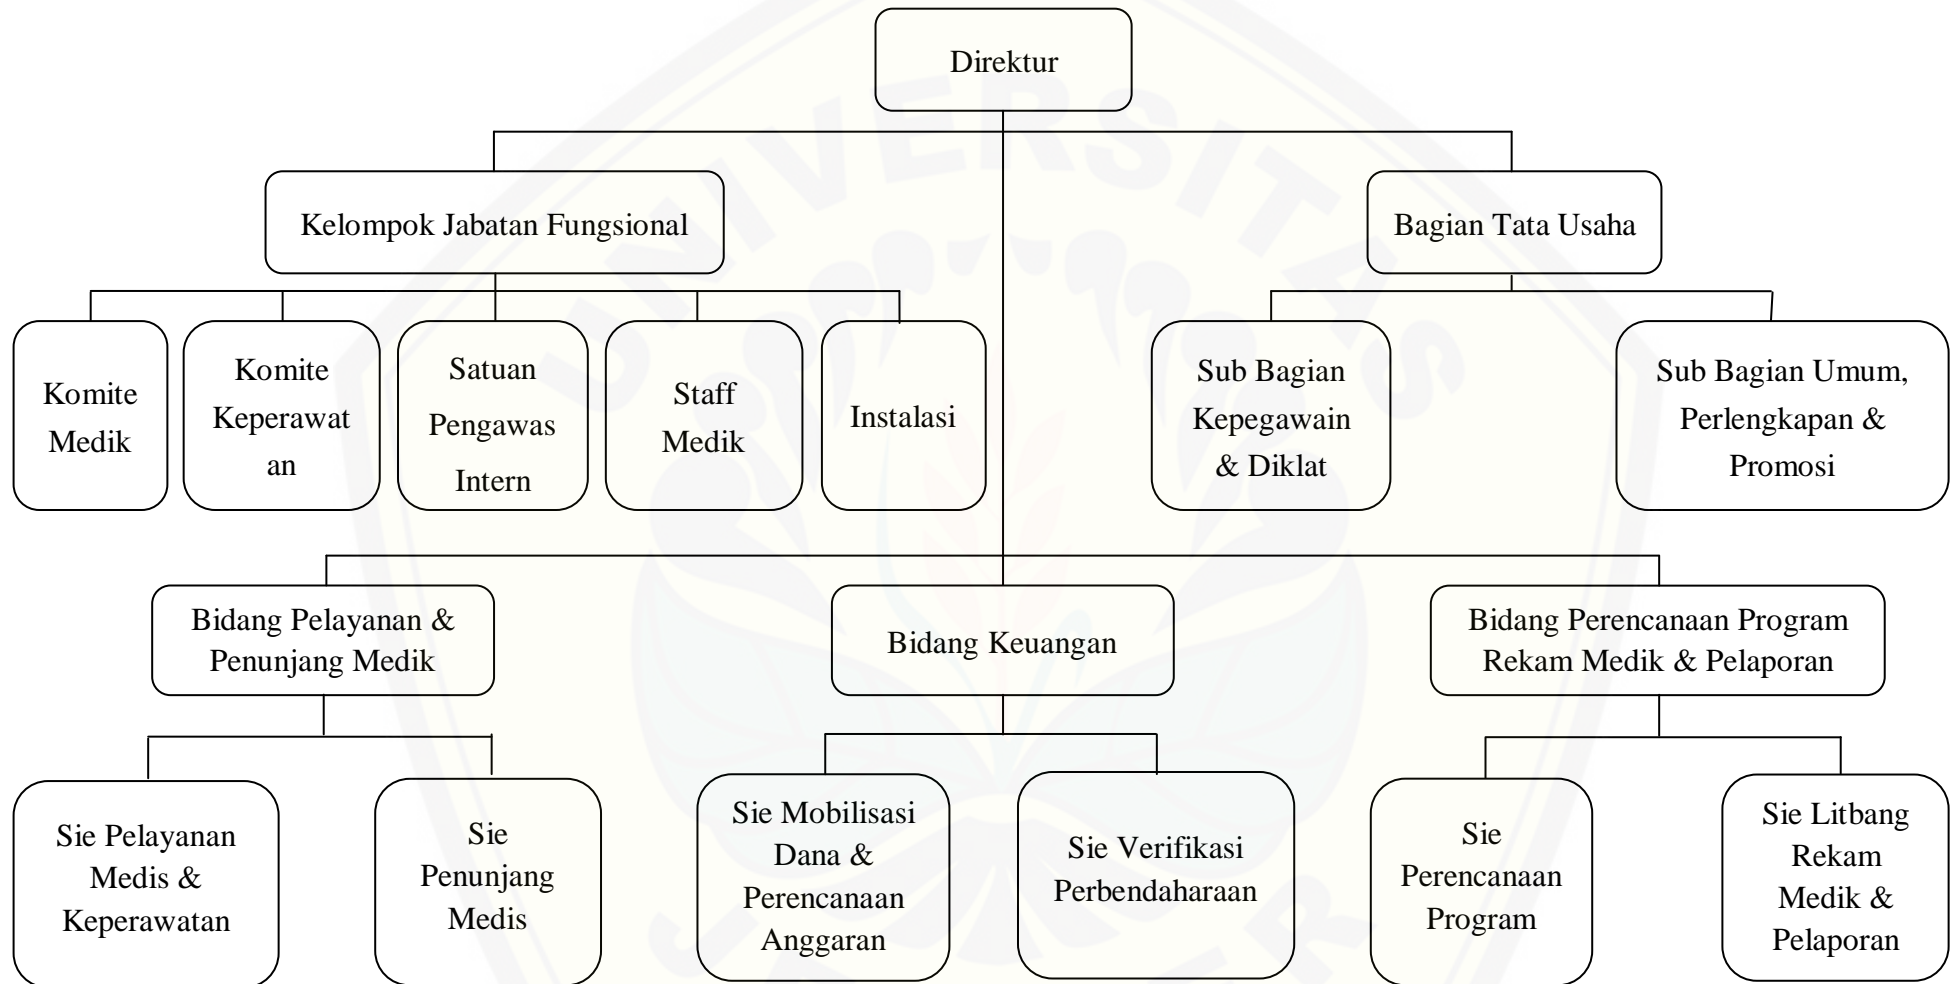 Direktur
Kelompok Jabatan Fungsional
Bagian Tata Usaha
Komite
Medik
Komite
Keperawat
an
Satuan
Pengawas
Intern
Staff
Medik
Instalasi
Sub Bagian
Kepegawain
& Diklat
Sub Bagian Umum,
Perlengkapan &
Promosi
Bidang Pelayanan &
Penunjang Medik
Bidang Keuangan
Bidang Perencanaan Program
Rekam Medik & Pelaporan
Sie Pelayanan
Medis &
Keperawatan
Sie
Penunjang
Medis
Sie Mobilisasi
Dana &
Perencanaan
Anggaran
Sie Verifikasi
Perbendaharaan
Sie
Perencanaan
Program
Sie Litbang
Rekam
Medik &
Pelaporan
UNIVERSITAS